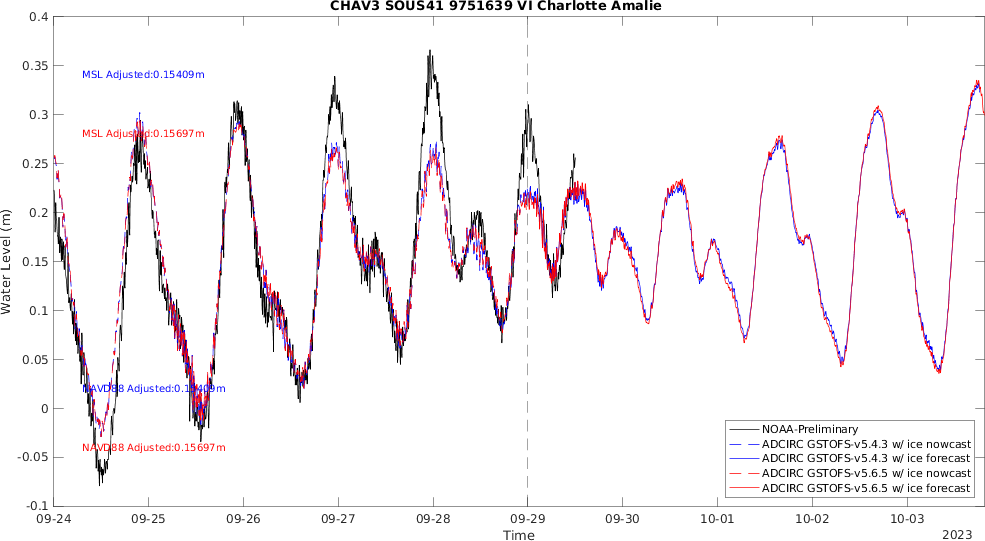 CHAV3 SOUS41 9751639 VI Charlotte Amalie
0.4
0.35
0.3
0.25
0.2
0.15
0.1
0.05
0
-0.05
-0.1
Water Level (m)
MSL Adjusted:0.15409m
MSL Adjusted:0.15697m
NAVD88 Adjusted:0.15409m
NAVD88 Adjusted:0.15697m
NOAA-Preliminary
ADCIRC GSTOFS-v5.4.3 w/ ice nowcast
ADCIRC GSTOFS-v5.4.3 w/ ice forecast
ADCIRC GSTOFS-v5.6.5 w/ ice nowcast
ADCIRC GSTOFS-v5.6.5 w/ ice forecast
09-24 09-25 09-26 09-27 09-28 09-29 09-30 10-01 10-02 10-03
Time
2023